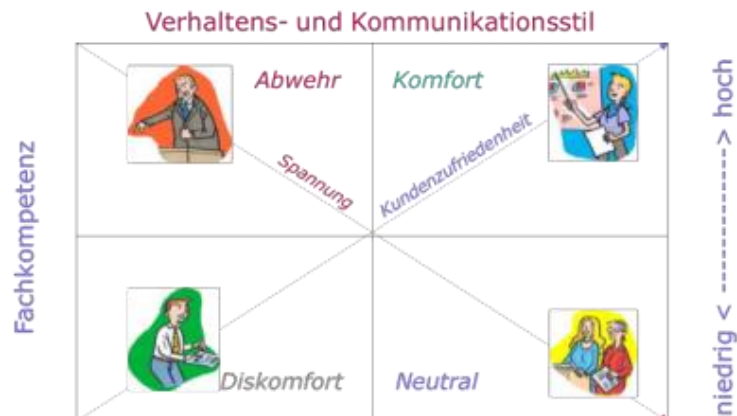 Verhaltens- und Kommunikationsstil
Abwehr
Komfort
Spannung
Kundenzufriedenheit
Fachkompetenz
niedrig < --------------> hoch
Diskomfort
Neutral